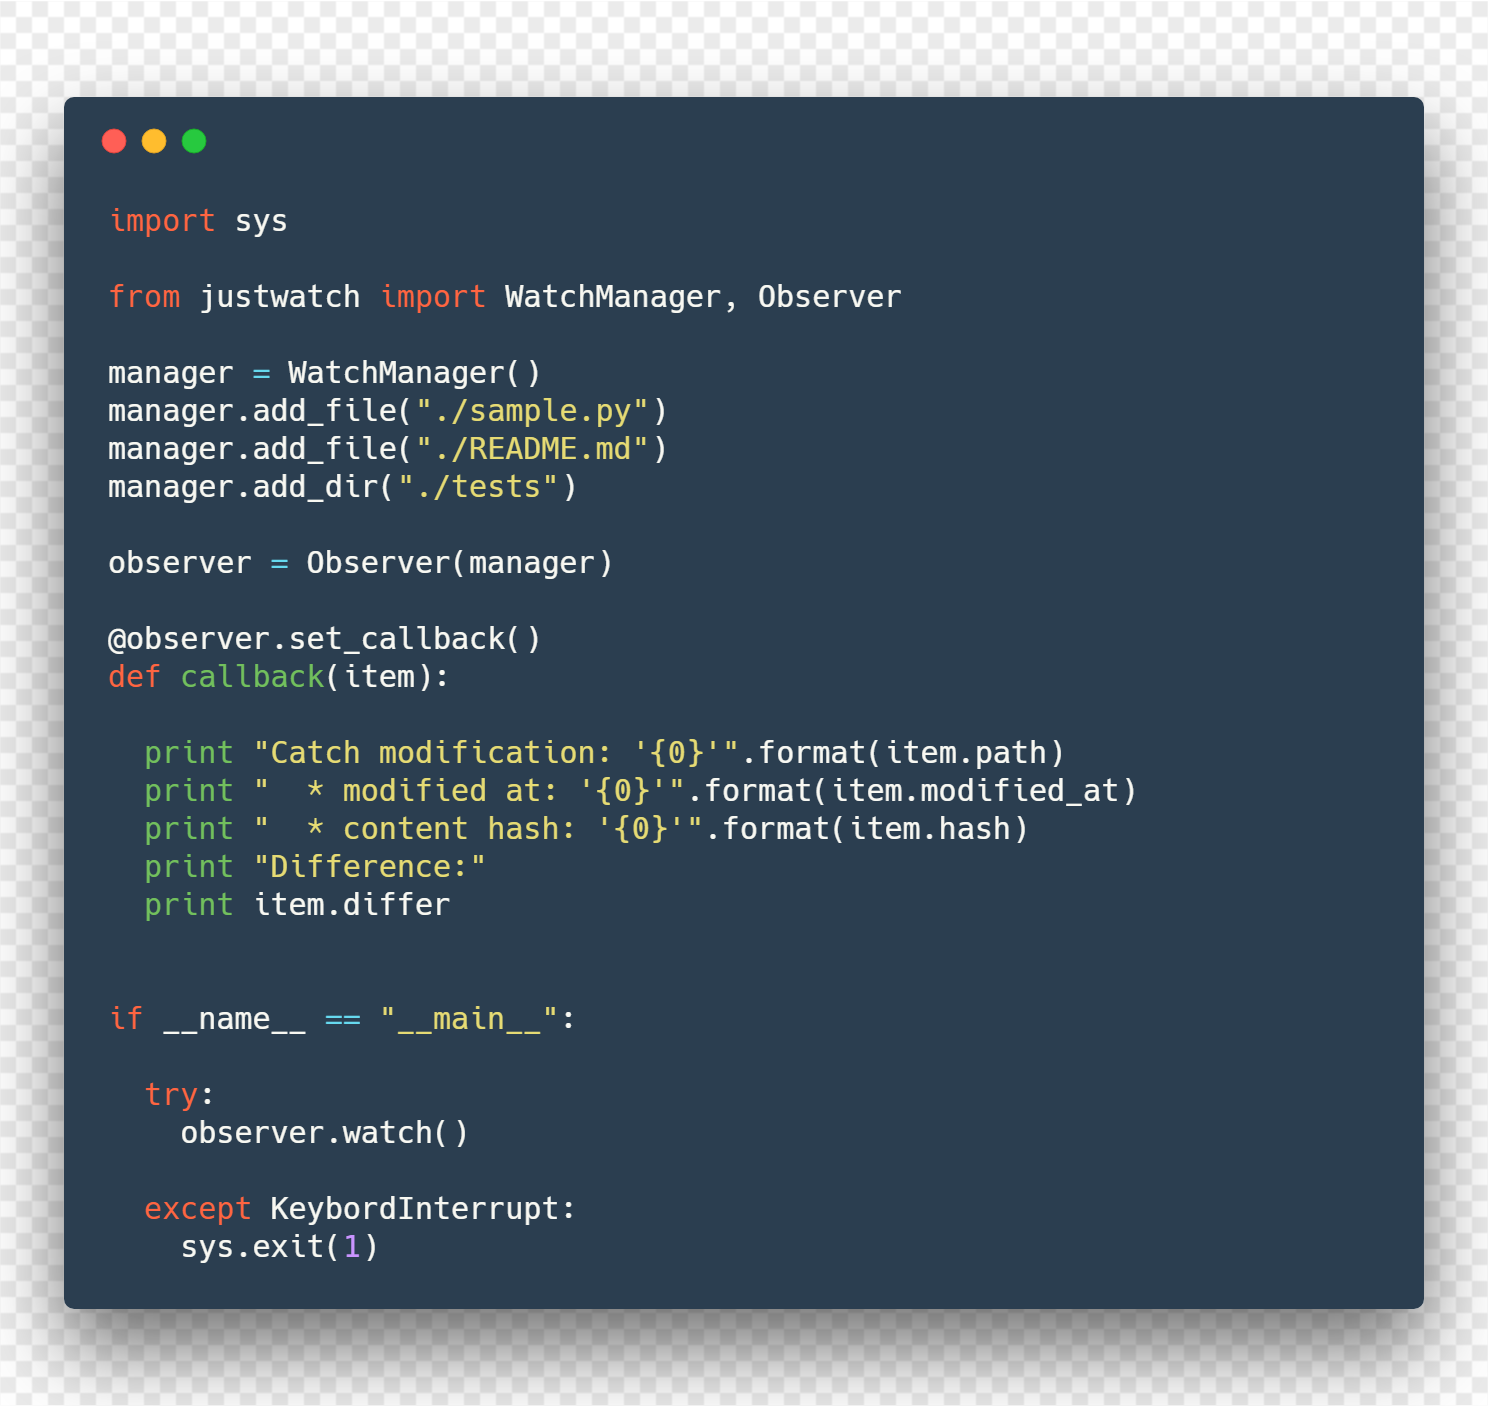 import sys
from justwatch import WatchManager, Observer
manager = WatchManager()
manager.add_file("./sample.py")
manager.add_file("./README.md")
manager.add_dir("./tests")
observer = Observer(manager)
@observer.set_callback()
def callback(item):
  print "Catch modification: '{0}'".format(item.path)
  print "  * modified at: '{0}'".format(item.modified_at)
  print "  * content hash: '{0}'".format(item.hash)
  print "Difference:"
  print item.differ
if __name__ == "__main__":
  try:
    observer.watch()
  except KeybordInterrupt:
    sys.exit(1)